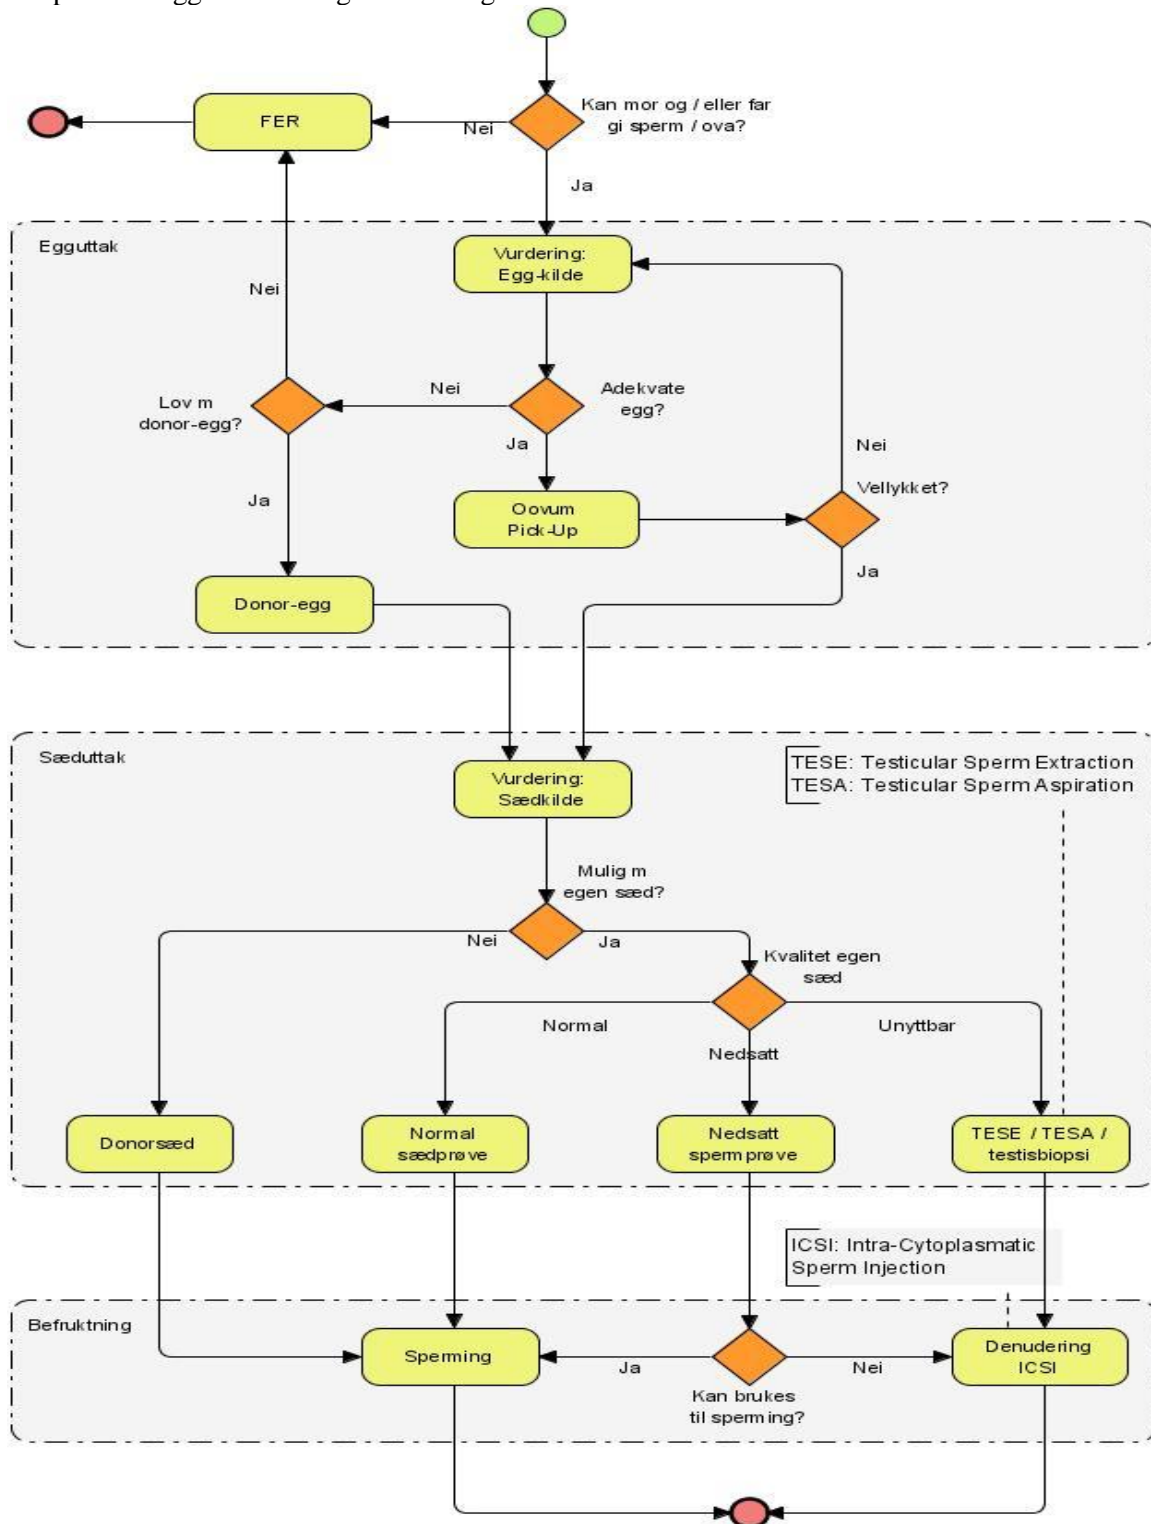 Kan mor og / eller far
gi sperm / ova?
FER
Nei
Ja
Egguttak
Vurdering:
Egg-kilde
Nei
Lov m
donor-egg?
Nei
Adekvate
egg?
Ja
Nei
Ja
Oovum
Pick-Up
Vellykket?
Ja
Donor-egg
Sæduttak
TESE: Testicular Sperm Extraction
TESA: Testicular Sperm Aspiration
Vurdering:
Sædkilde
Mulig m
egen sæd?
Nei
Ja
Kvalitet egen
sæd
Normal
Unyttbar
Nedsatt
Donorsæd
Normal
sædprøve
Nedsatt
spermprøve
TESE / TESA /
testisbiopsi
ICSI: Intra-Cytoplasmatic
Sperm Injection
Befruktning
Sperming
Ja
Nei
Denudering
ICSI
Kan brukes
til sperming?